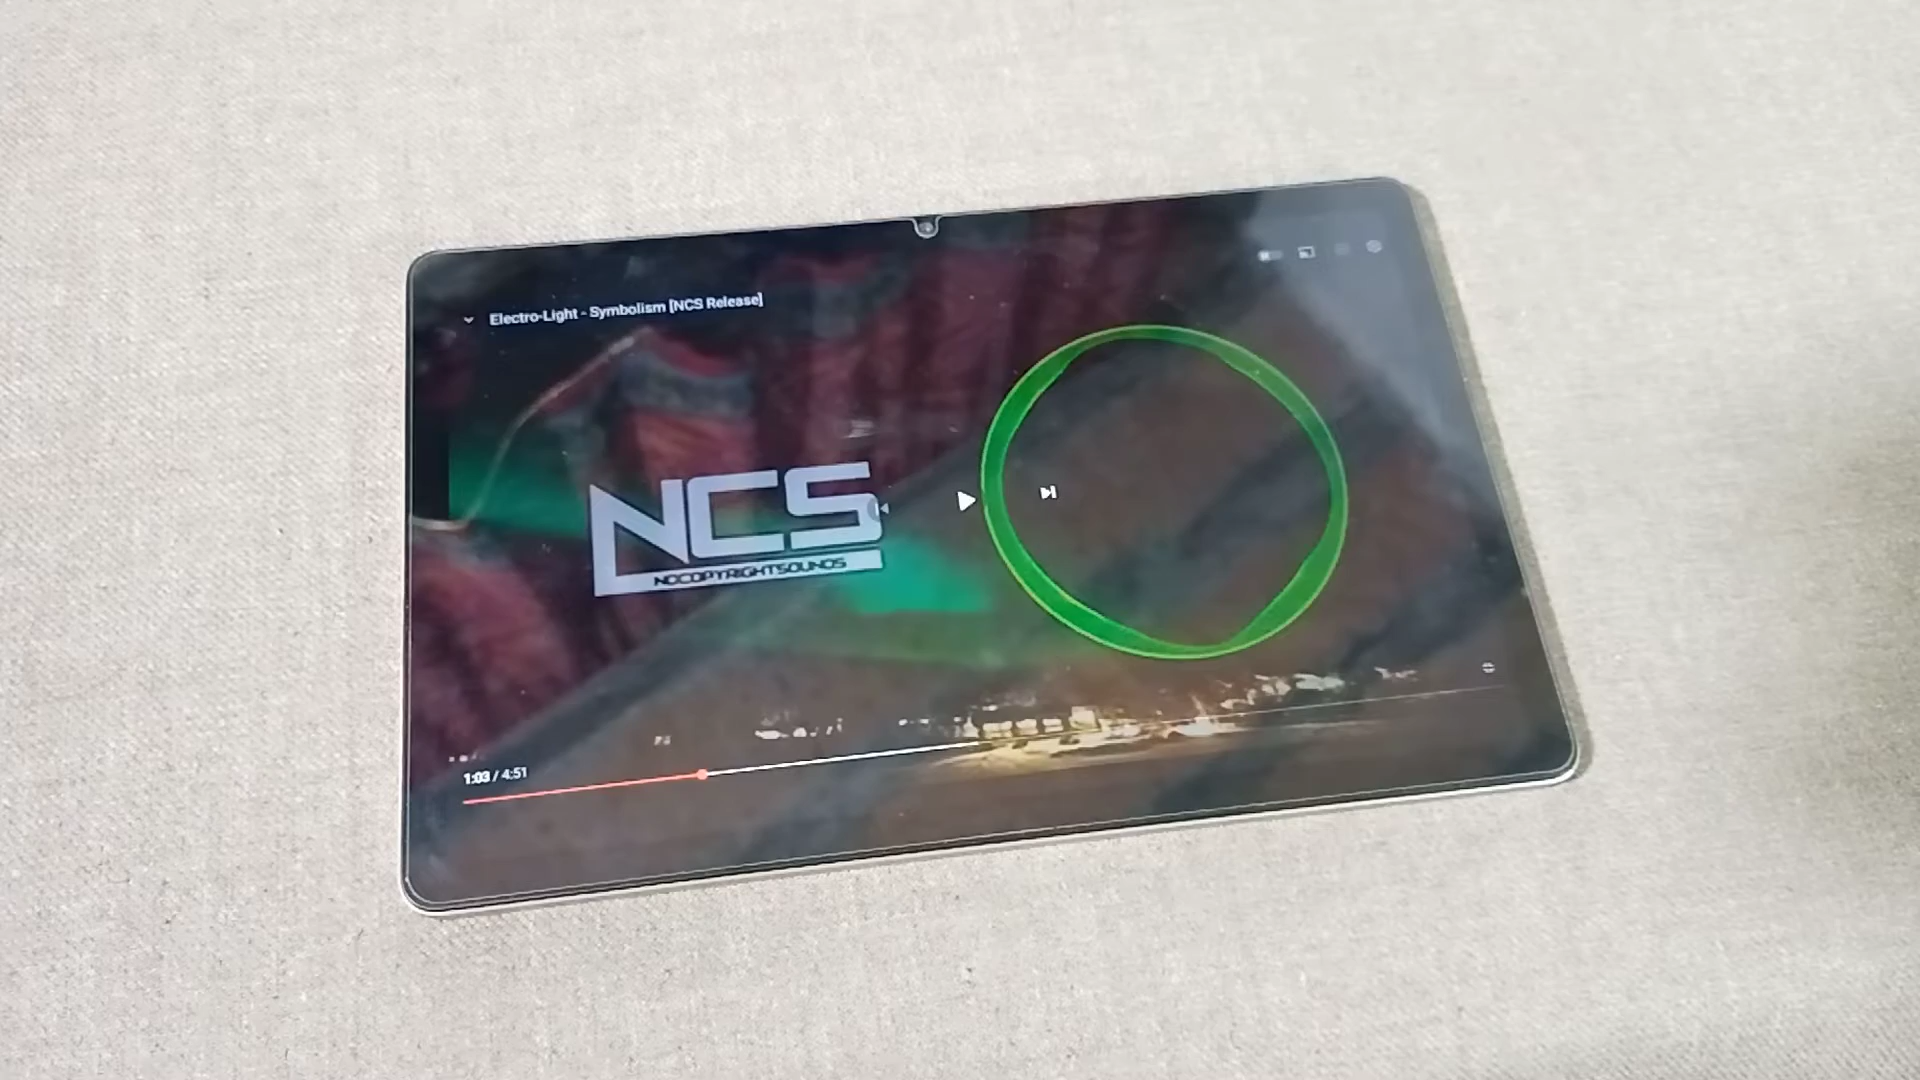 Electro-Light - Symbolism [NCS Release]
NCS
NOCOPYRIGHTSOUNDS
1:03 / 4:51